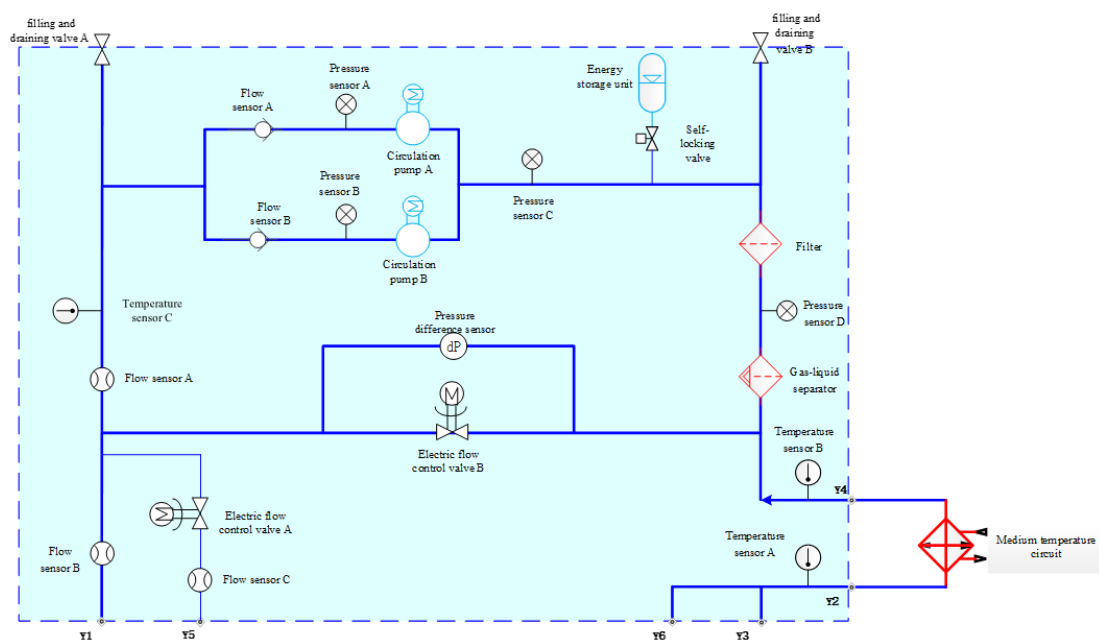 filling and
draining valve A
filling and
draining
valve B
Pressure
sensor A
Energy
storage unit
Flow
sensor A
M
Self-
locking
valve
Circulation
pump A
Pressure
sensor B
Flow
sensor B
M
Pressure
sensor C
Filter
Circulation
pump B
Temperature
sensor C
Pressure
difference sensor
Pressure
sensor D
dP
Flow sensor A
Gas-liquid
separator
M
Temperature
sensor B
Electric flow
control valve B
Y4
M
Electric flow
control valve A
Flow
sensor B
Temperature
sensor A
Medium temperature
circuit
Flow sensor C
Y2
Y1
Y5
Y6
Y3